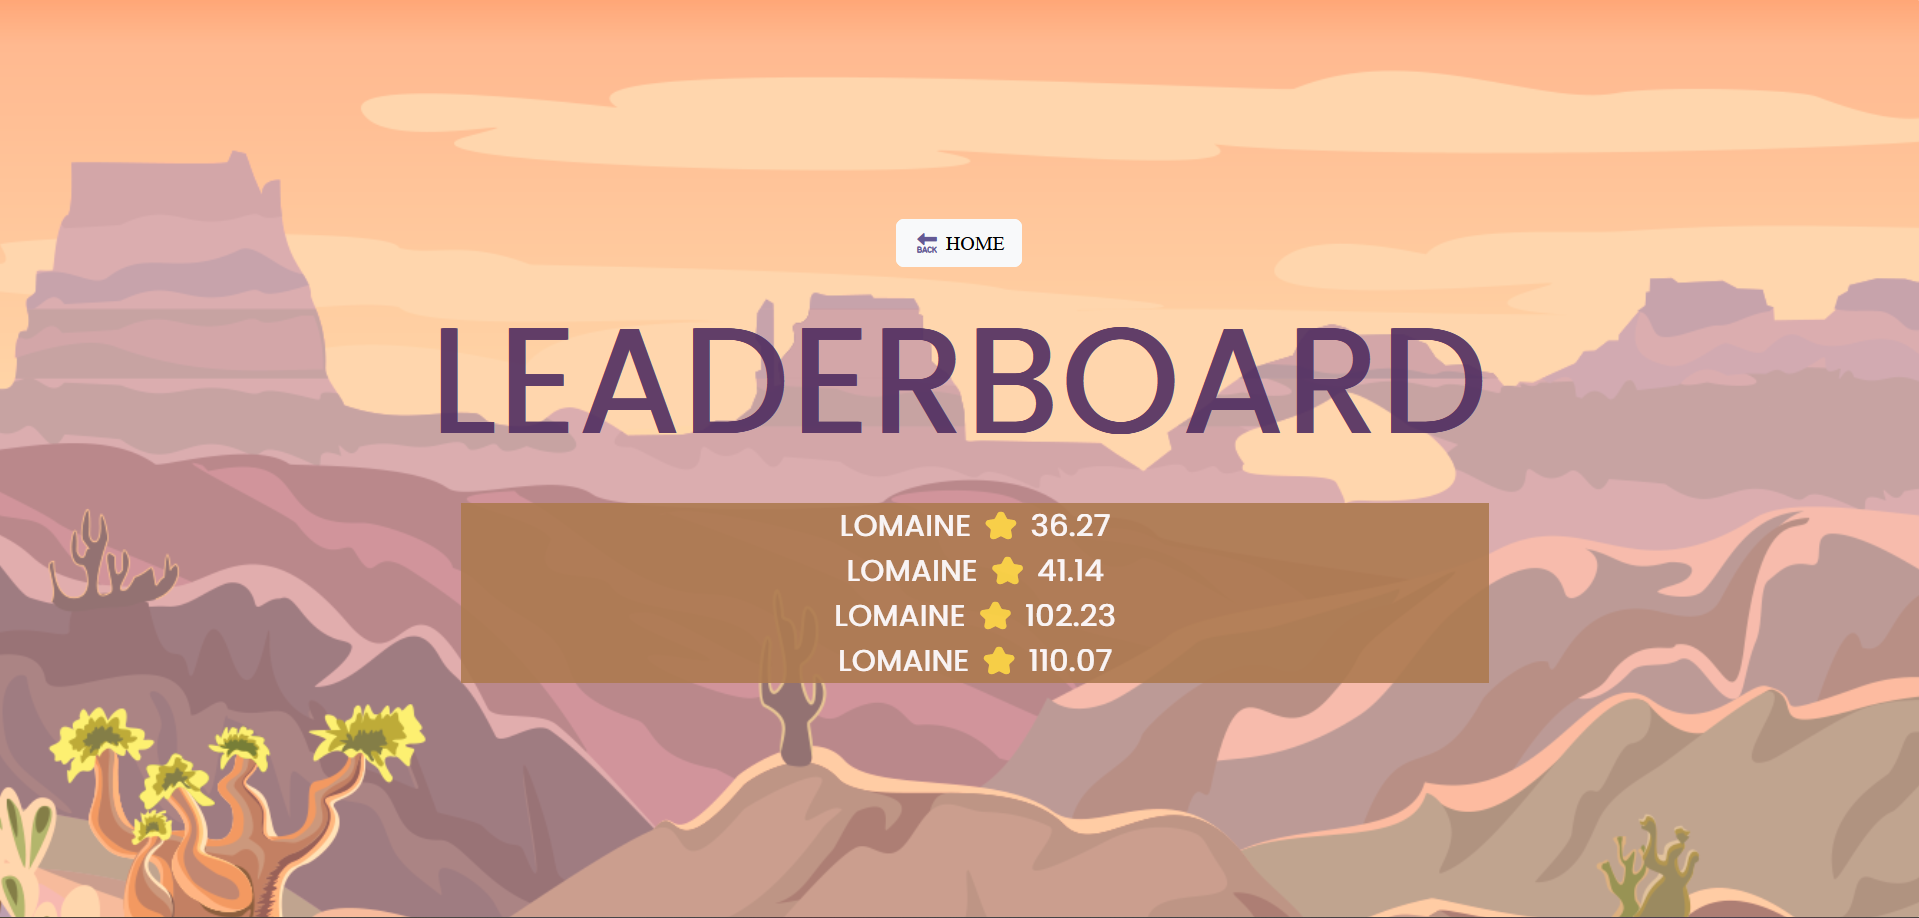 BACK HOME
LEADERBOARD
LOMAINE 36.27
LOMAINE 41.14
LOMAINE 102.23
LOMAINE 110.07